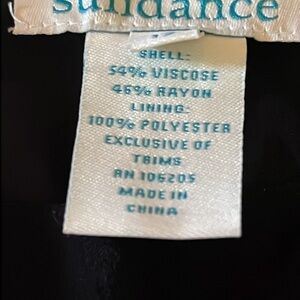 sundance
SHELL:
54% VISCOSE
46% RAYON
LINING:
100% POLYESTER
EXCLUSIVE OF
TRIMS
RN 106205
MADE IN
CHINA